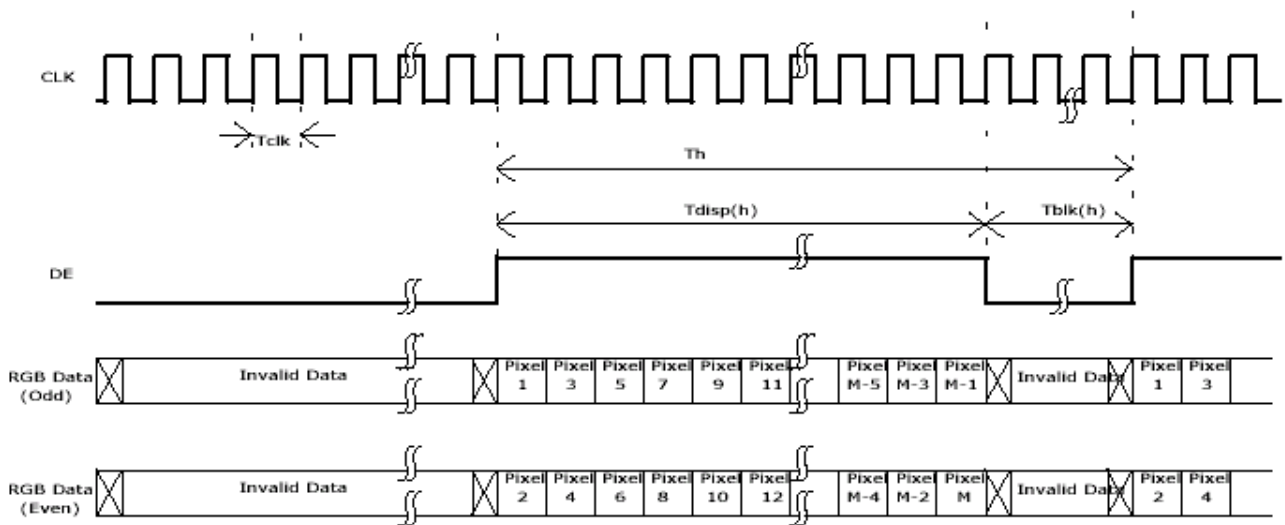 CLK
Tclk
Th
Tdisp(h) Tblk(h)
DE
RGB Data
(Odd)
Invalid Data
Pixel 1 Pixel 3 Pixel 5 Pixel 7 Pixel 9 Pixel 11 Pixel M-5 Pixel M-3 Pixel M-1
Invalid Data
Pixel 1 Pixel 3
RGB Data
(Even)
Invalid Data
Pixel 2 Pixel 4 Pixel 6 Pixel 8 Pixel 10 Pixel 12 Pixel M-4 Pixel M-2 Pixel M
Invalid Data
Pixel 2 Pixel 4